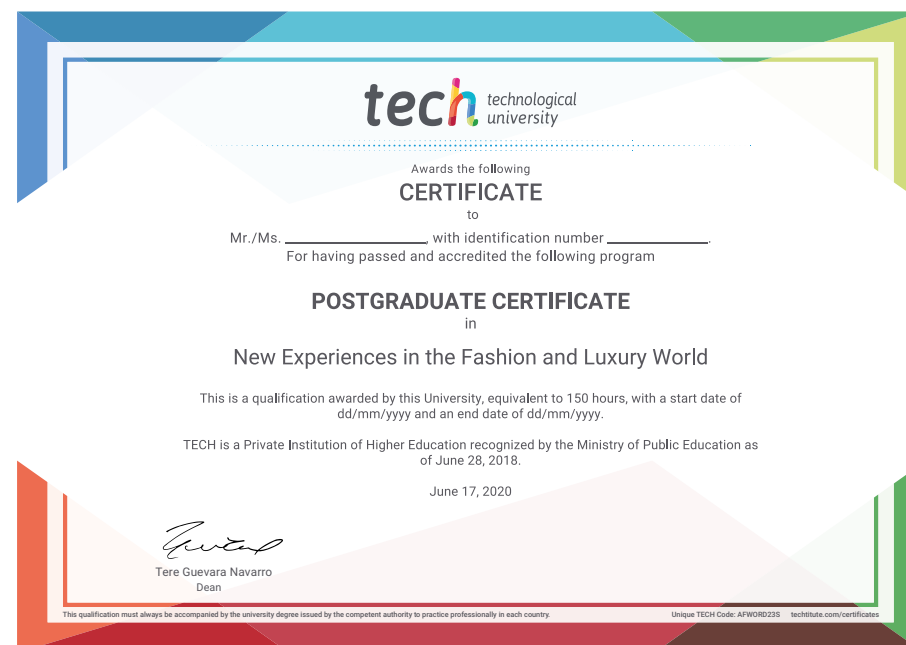 tech technological
university
Awards the following
CERTIFICATE
to
Mr./Ms. ____________, with identification number ____________.
For having passed and accredited the following program
POSTGRADUATE CERTIFICATE
in
New Experiences in the Fashion and Luxury World
This is a qualification awarded by this University, equivalent to 150 hours, with a start date of
dd/mm/yyyy and an end date of dd/mm/yyyy.
TECH is a Private Institution of Higher Education recognized by the Ministry of Public Education as
of June 28, 2018.
June 17, 2020
Tere Guevara Navarro
Dean
This qualification must always be accompanied by the university degree issued by the competent authority to practice professionally in each country. Unique TECH Code: AFWORD23S techtitute.com/certificates